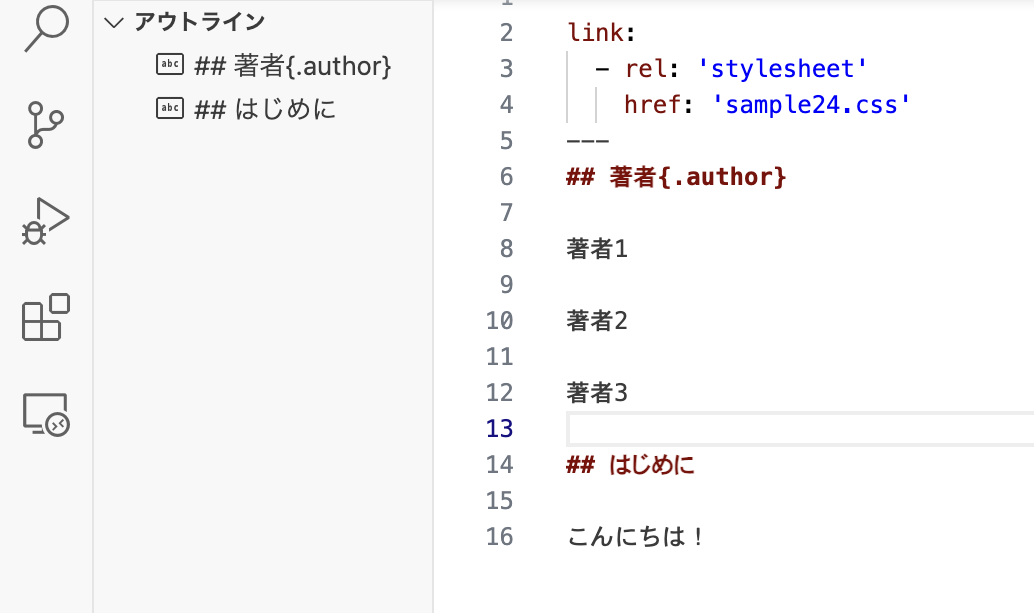 アウトライン
abc ## 著者{.author}
abc ## はじめに
2 link:
3 - rel: 'stylesheet'
4 href: 'sample24.css'
5 ---
6 ## 著者{.author}
7
8 著者1
9
10 著者2
11
12 著者3
13
14 ## はじめに
15
16 こんにちは！